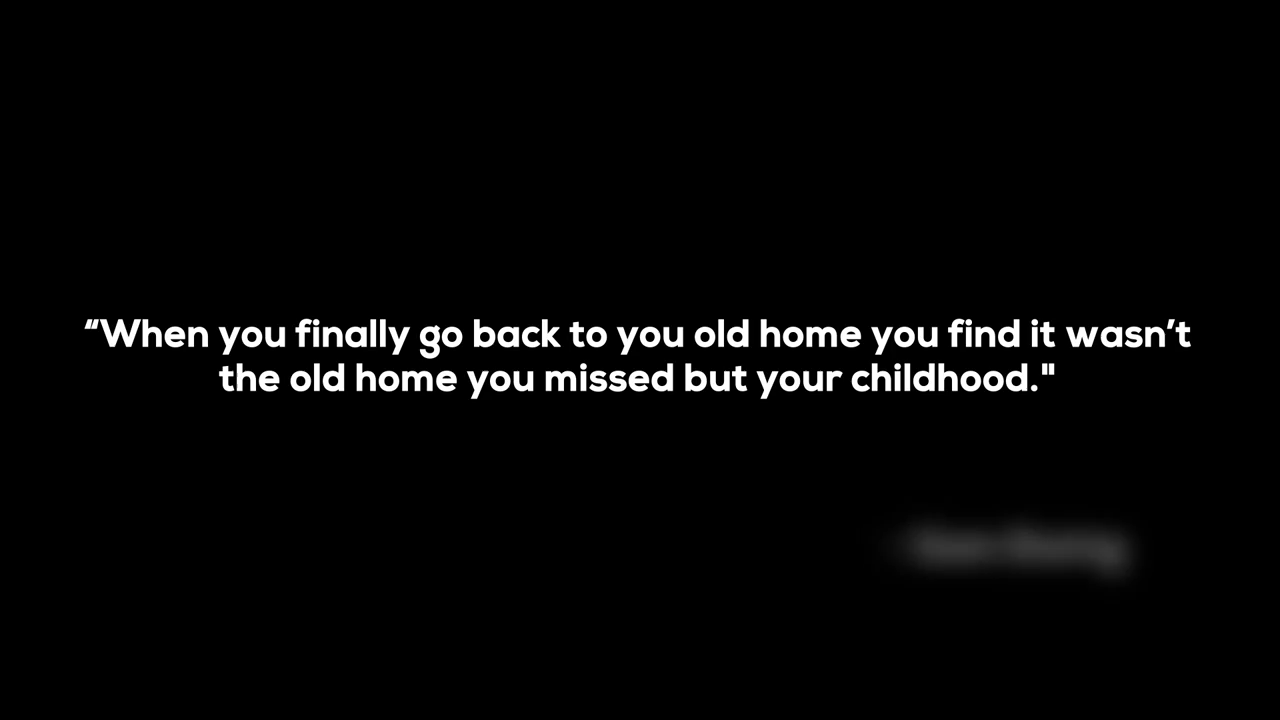 “When you finally go back to you old home you find it wasn’t
the old home you missed but your childhood."